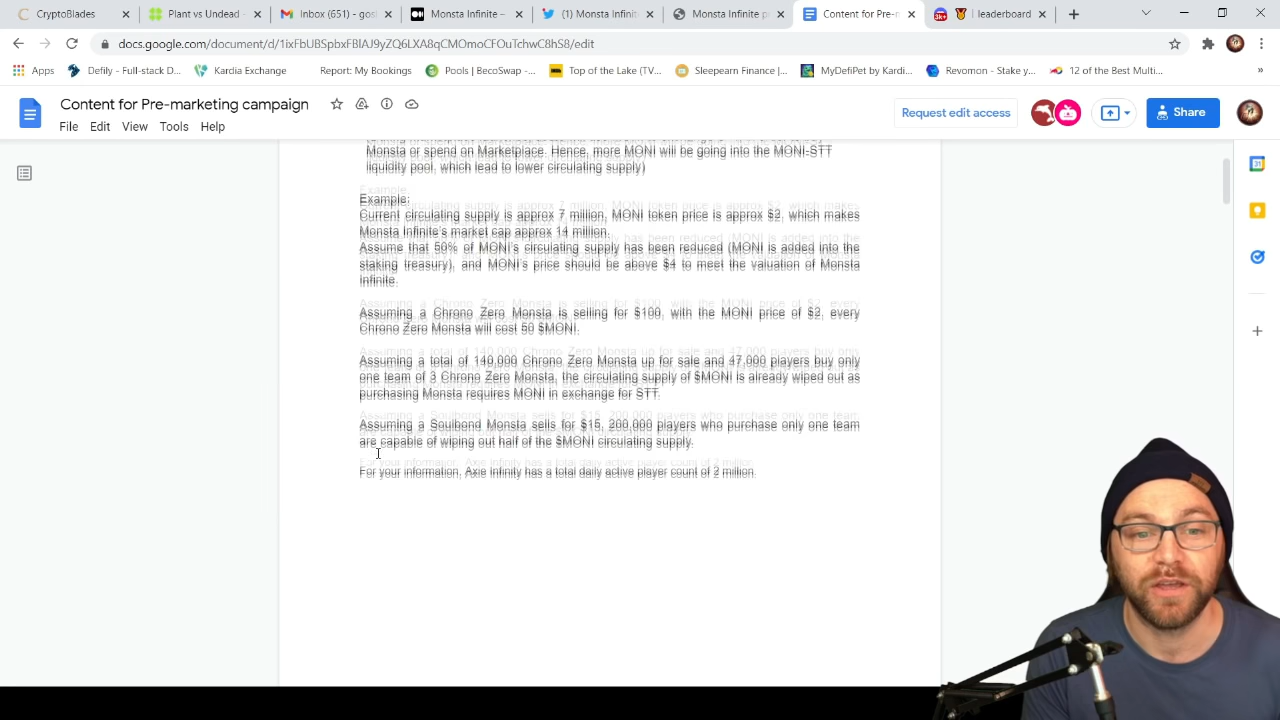 CryptoBlades
Plant vs Undead -
Inbox (651) - gos
Monsta Infinite –
(1) Monsta Infinit
Monsta Infinite p
Content for Pre-m
leaderboard
docs.google.com/document/d/1ixFbUBSpbxFBlAJ9yZQ6LXA8qCMOmoCFOuTchwC8hS8/edit
Apps
Defily - Full-stack D...
Kardia Exchange
Report: My Bookings
Pools | BecoSwap -...
Top of the Lake (TV...
Sleepearn Finance |...
MyDefiPet by Kardi...
Revomon - Stake y...
12 of the Best Multi...
Content for Pre-marketing campaign
File Edit View Tools Help
Request edit access
Share
Monsta or spend on Marketplace. Hence, more MONI will be going into the MONI-STT
liquidity pool, which lead to lower circulating supply)
Example:
Current circulating supply is approx 7 million, MONI token price is approx $2, which makes
Monsta Infinite's market cap approx 14 million.
Assume that 50% of MONI's circulating supply has been reduced (MONI is added into the
staking treasury), and MONI's price should be above $4 to meet the valuation of Monsta
Infinite.
Assuming a Chrono Zero Monsta is selling for $100, with the MONI price of $2, every
Chrono Zero Monsta will cost 50 $MONI.
Assuming a total of 140,000 Chrono Zero Monsta up for sale and 47,000 players buy only
one team of 3 Chrono Zero Monsta, the circulating supply of $MONI is already wiped out as
purchasing Monsta requires MONI in exchange for STT.
Assuming a Soulbond Monsta sells for $15, 200,000 players who purchase only one team
are capable of wiping out half of the $MONI circulating supply.
For your information, Axie Infinity has a total daily active player count of 2 million.